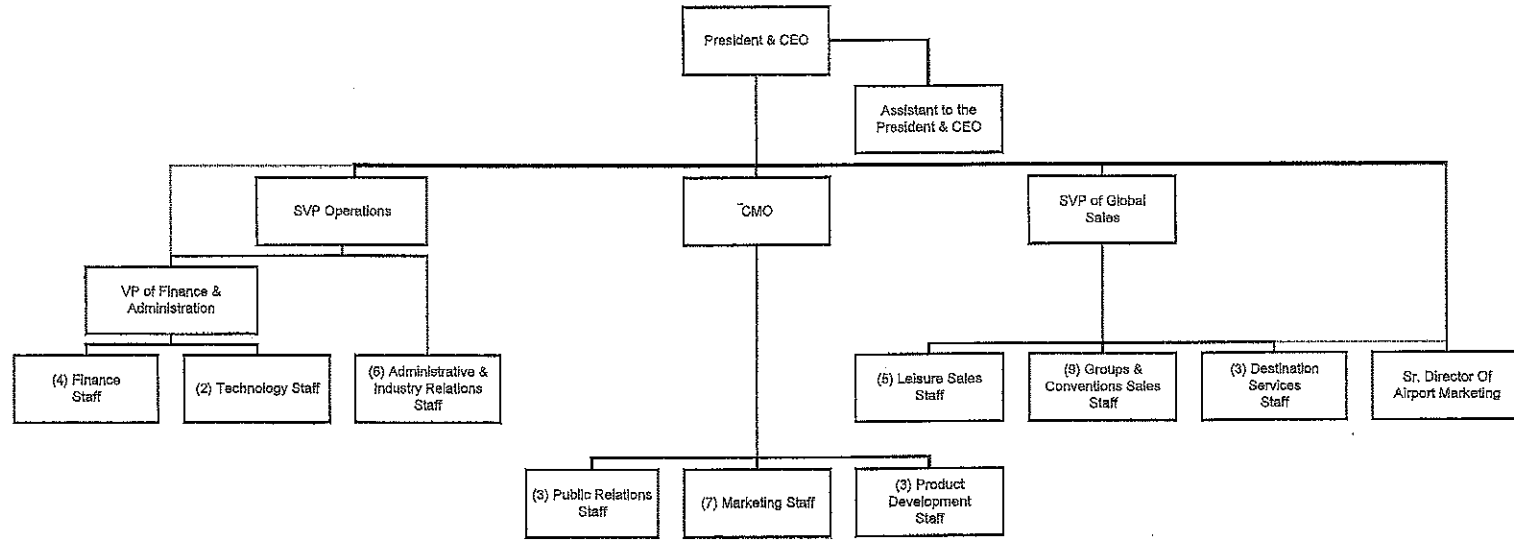 President & CEO
Assistant to the
President & CEO
SVP Operations
CMO
SVP of Global
Sales
VP of Finance &
Administration
(4) Finance
Staff
(2) Technology Staff
(6) Administrative &
Industry Relations
Staff
(5) Leisure Sales
Staff
(9) Groups &
Conventions Sales
Staff
(3) Destination
Services
Staff
Sr. Director Of
Airport Marketing
(3) Public Relations
Staff
(7) Marketing Staff
(3) Product
Development
Staff